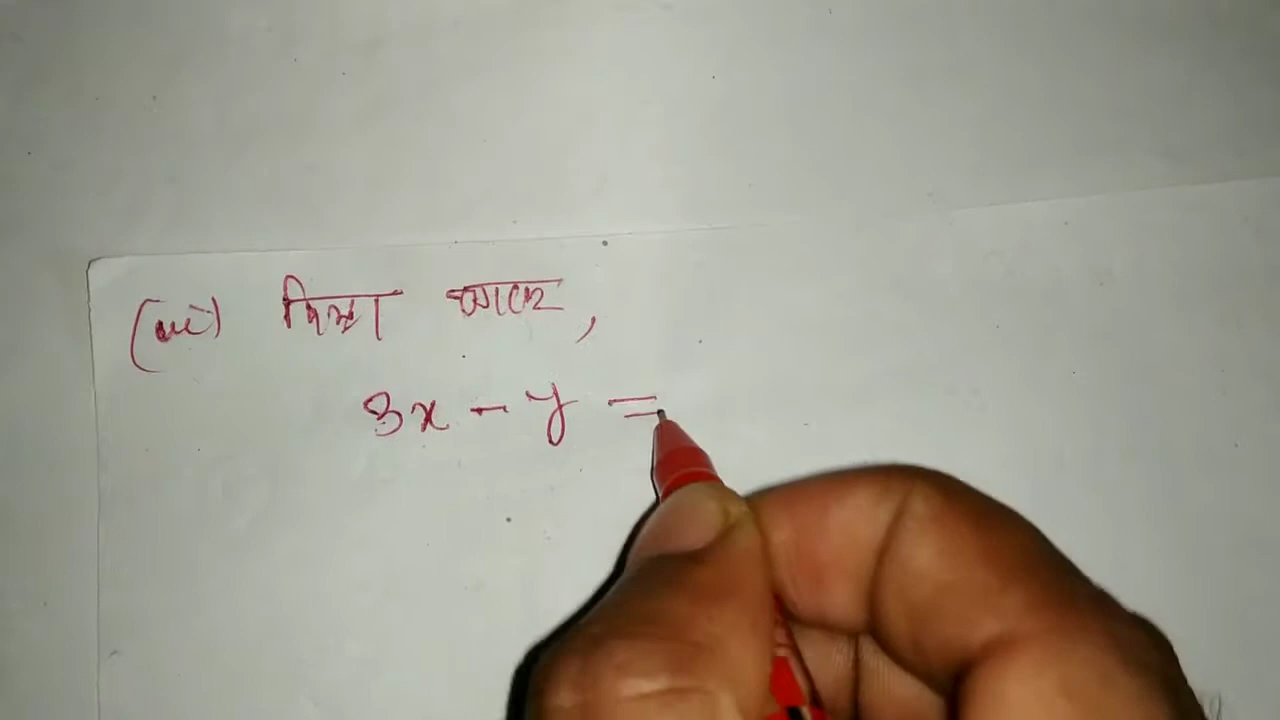 (iii) দিয়া আছে,
3x - y =